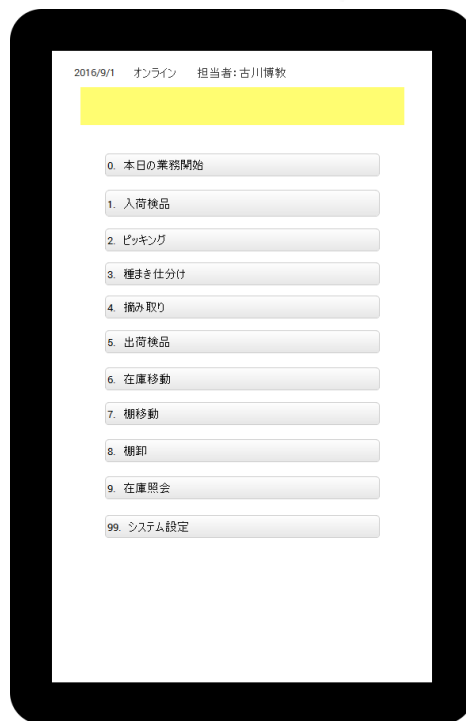 2016/9/1 オンライン 担当者:古川博教
0. 本日の業務開始
1. 入荷検品
2. ピッキング
3. 種まき仕分け
4. 摘み取り
5. 出荷検品
6. 在庫移動
7. 棚移動
8. 棚卸
9. 在庫照会
99. システム設定